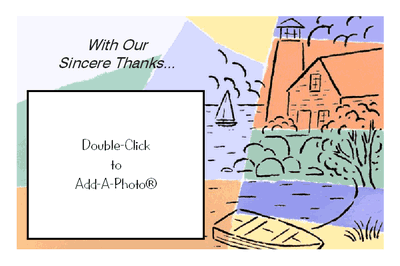 With Our
Sincere Thanks...
Double-Click
to
Add-A-Photo®